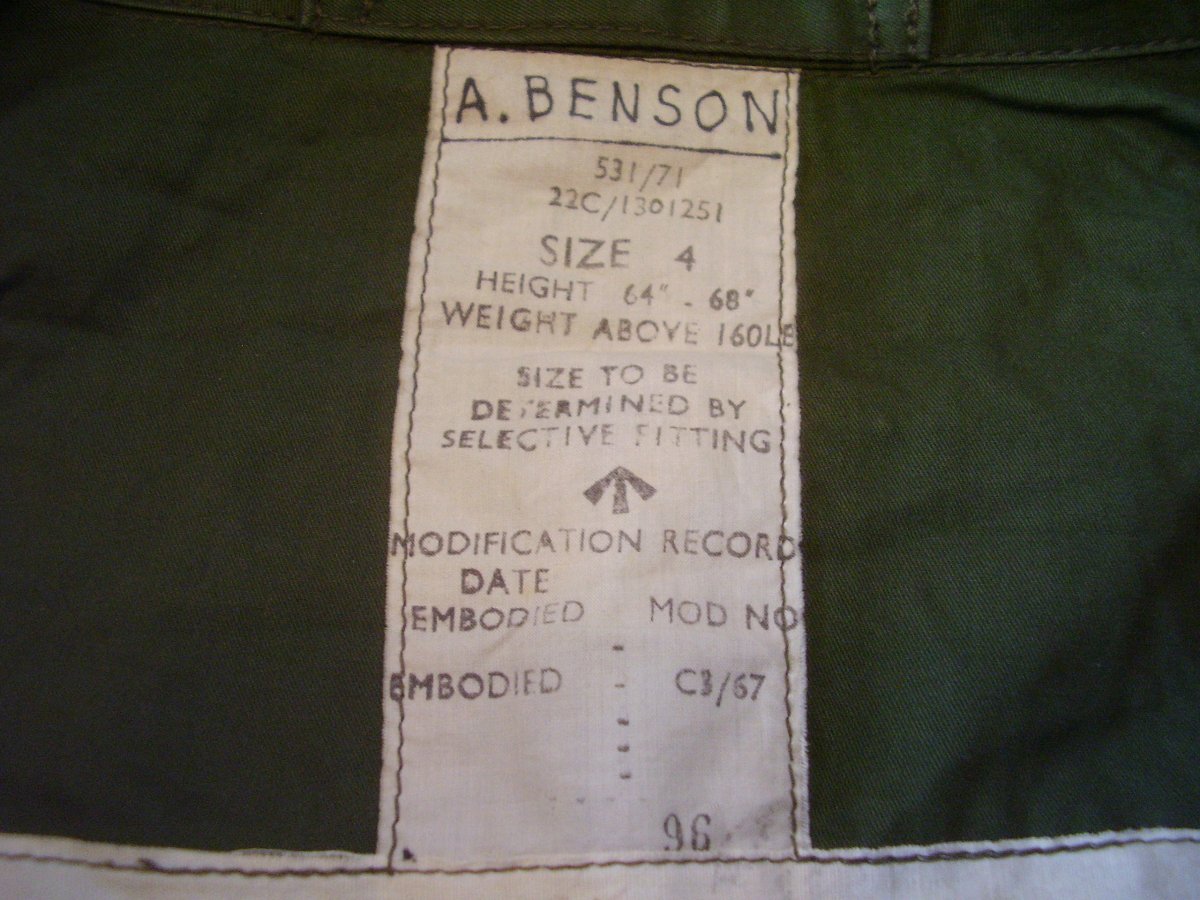 A. BENSON
531/71
22C/1301251
SIZE 4
HEIGHT 64" - 68"
WEIGHT ABOVE 160LB
SIZE TO BE
DETERMINED BY
SELECTIVE FITTING
MODIFICATION RECORD
DATE
EMBODIED MOD NO
-
EMBODIED - C3/67
-
-
-
96